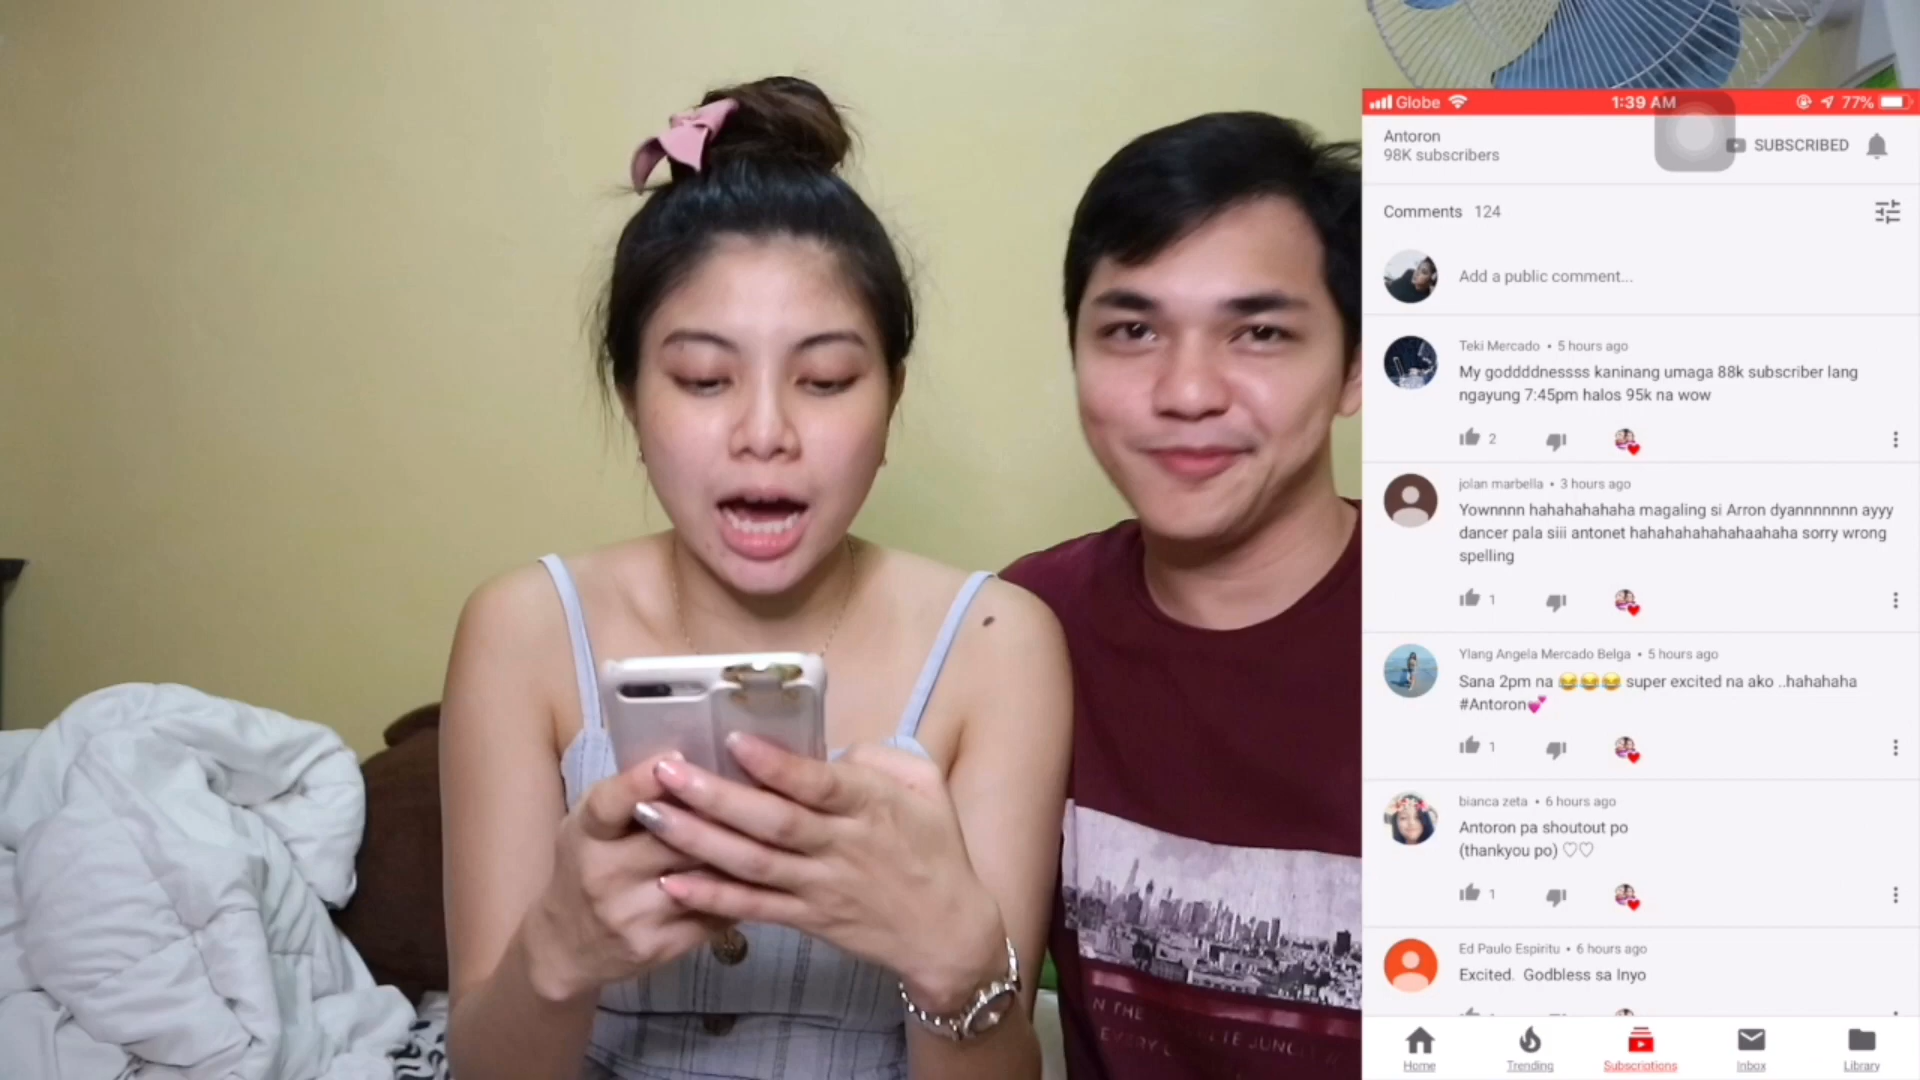 Globe 1:39 AM 77%
Antoron
98K subscribers
SUBSCRIBED
Comments 124
Add a public comment...
Teki Mercado • 5 hours ago
My goddddnessss kaninang umaga 88k subscriber lang
ngayung 7:45pm halos 95k na wow
2
jolan marbella • 3 hours ago
Yownnnn hahahahahaha magaling si Arron dyannnnnnn ayyy
dancer pala siii antonet hahahahahahaahaha sorry wrong
spelling
1
Ylang Angela Mercado Belga • 5 hours ago
Sana 2pm na 😂😂😂 super excited na ako ..hahahaha
#Antoron💕
1
bianca zeta • 6 hours ago
Antoron pa shoutout po
(thankyou po) ♡♡
1
Ed Paulo Espiritu • 6 hours ago
Excited. Godbless sa Inyo
Home Trending Subscriptions Inbox Library
N THE